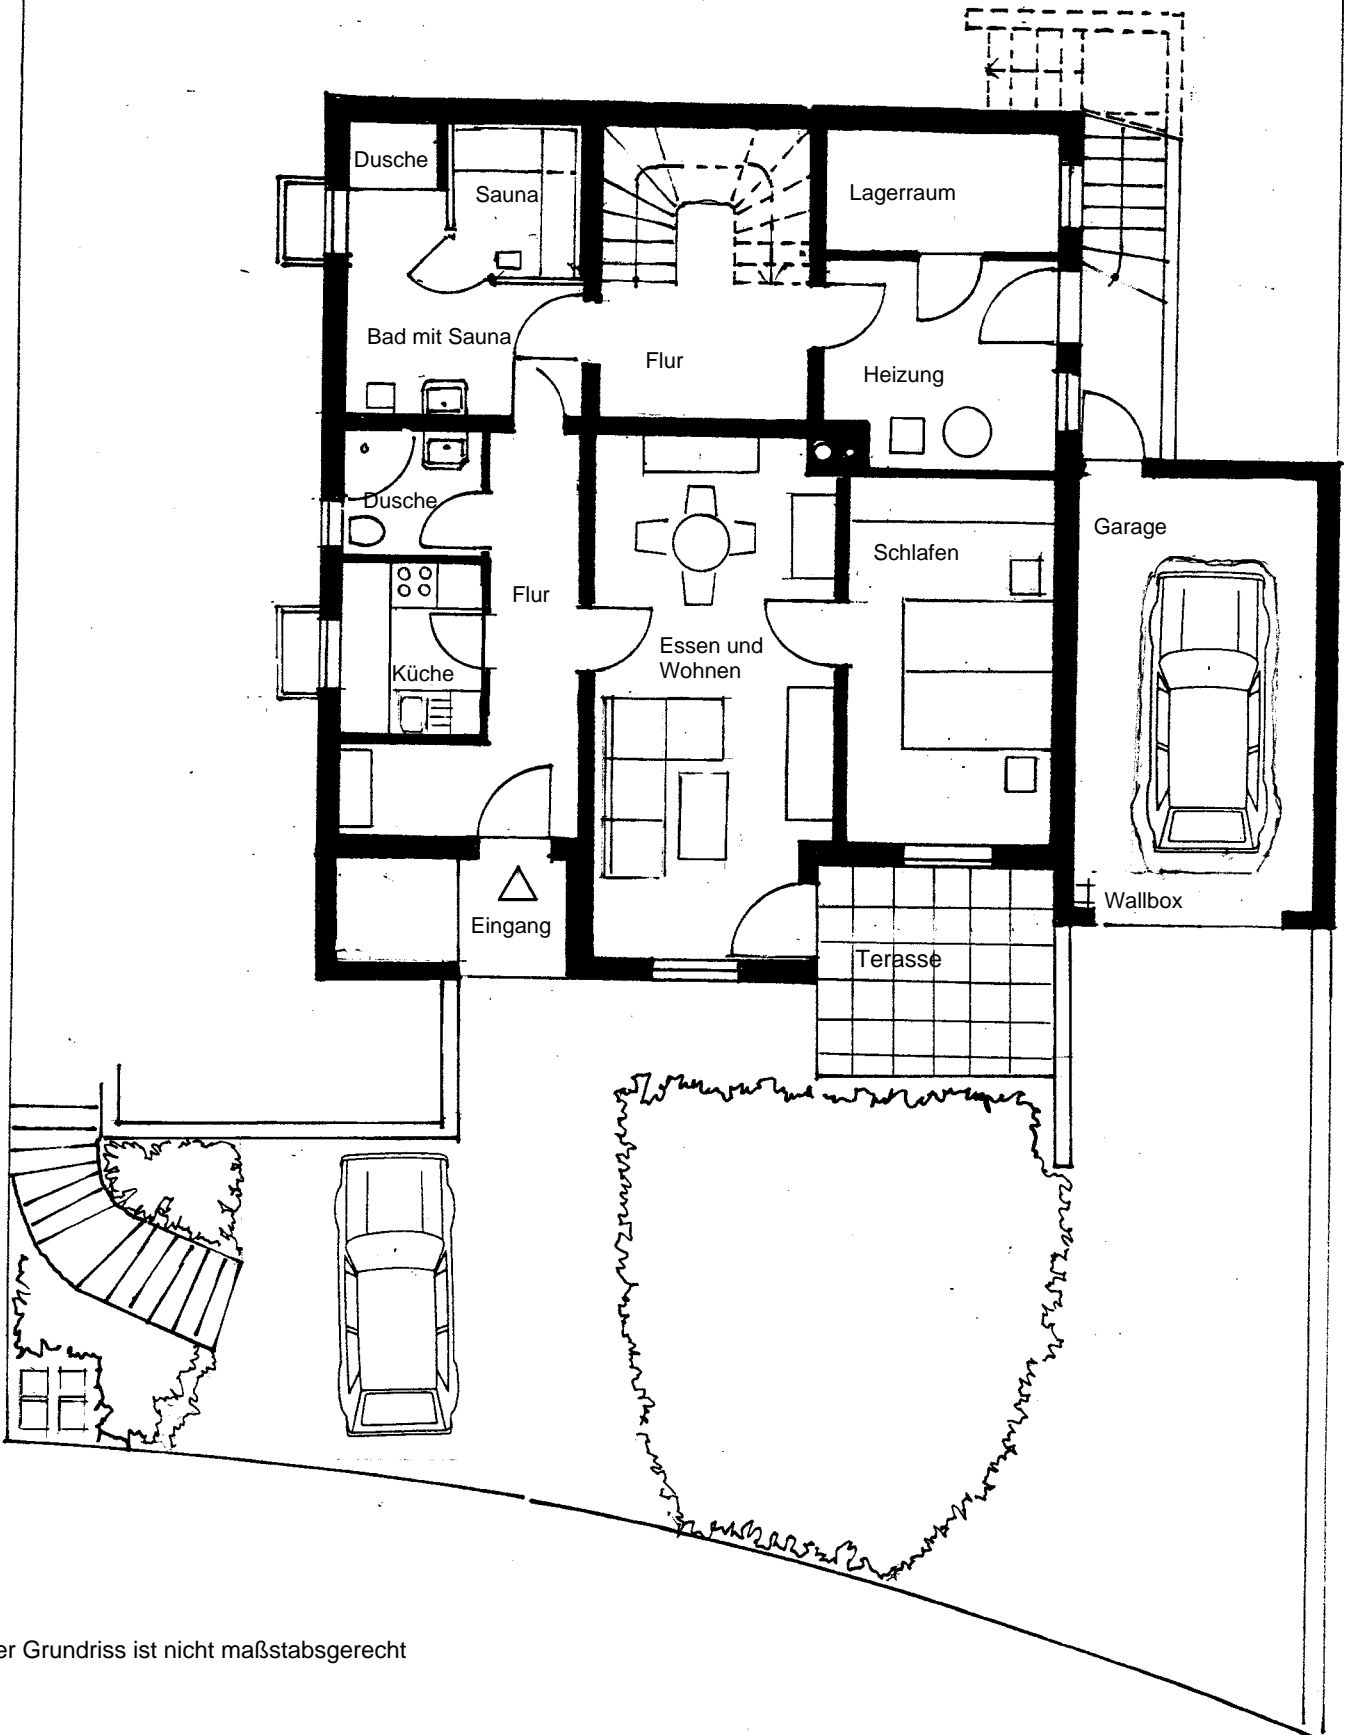 Dusche
Sauna
Lagerraum
Bad mit Sauna
Flur
Heizung
Dusche
Garage
Schlafen
Flur
Essen und
Wohnen
Küche
Wallbox
Eingang
Terasse
er Grundriss ist nicht maßstabsgerecht